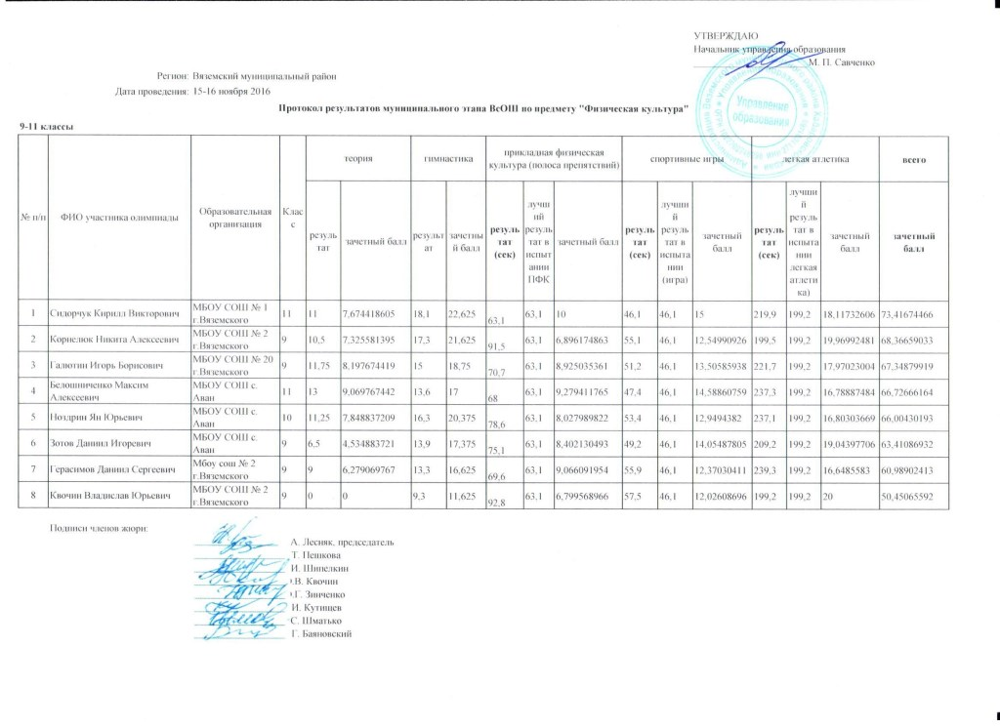 УТВЕРЖДАЮ
Начальник управления образования
М. П. Савченко
Управление
образования
Регион: Вяземский муниципальный район
Дата проведения: 15-16 ноября 2016
Протокол результатов муниципального этапа ВсОШ по предмету "Физическая культура"
9-11 классы
№ п/п ФИО участника олимпиады Образовательная организация Класс теория гимнастика прикладная физическая культура (полоса препятствий) спортивные игры легкая атлетика всего
результат зачетный балл результат зачетный балл результат (сек) лучший результат в испытании ПФК зачетный балл результат (сек) лучший результат в испытании (игра) зачетный балл результат (сек) лучший результат в испытании легкая атлетика) зачетный балл зачетный балл
1 Сидорчук Кирилл Викторович МБОУ СОШ № 1 г.Вяземского 11 11 7,674418605 18,1 22,625 63,1 63,1 10 46,1 46,1 15 219,9 199,2 18,11732606 73,41674466
2 Корнелюк Никита Алексеевич МБОУ СОШ № 2 г.Вяземского 9 10,5 7,325581395 17,3 21,625 91,5 63,1 6,896174863 55,1 46,1 12,54990926 199,5 199,2 19,96992481 68,36659033
3 Галютин Игорь Борисович МБОУ СОШ № 20 г.Вяземского 9 11,75 8,197674419 15 18,75 70,7 63,1 8,925035361 51,2 46,1 13,50585938 221,7 199,2 17,97023004 67,34879919
4 Белошниченко Максим Алексеевич МБОУ СОШ с. Аван 11 13 9,069767442 13,6 17 68 63,1 9,279411765 47,4 46,1 14,58860759 237,3 199,2 16,78887484 66,72666164
5 Ноздрин Ян Юрьевич МБОУ СОШ с. Аван 10 11,25 7,848837209 16,3 20,375 78,6 63,1 8,027989822 53,4 46,1 12,9494382 237,1 199,2 16,80303669 66,00430193
6 Зотов Даниил Игоревич МБОУ СОШ с. Аван 9 6,5 4,534883721 13,9 17,375 75,1 63,1 8,402130493 49,2 46,1 14,05487805 209,2 199,2 19,04397706 63,41086932
7 Герасимов Даниил Сергеевич Мбоу сош № 2 г.Вяземского 9 9 6,279069767 13,3 16,625 69,6 63,1 9,066091954 55,9 46,1 12,37030411 239,3 199,2 16,6485583 60,98902413
8 Квочин Владислав Юрьевич МБОУ СОШ № 2 г.Вяземского 9 0 0 9,3 11,625 92,8 63,1 6,799568966 57,5 46,1 12,02608696 199,2 199,2 20 50,45065592
Подписи членов жюри:
А. Лесняк, председатель
Т. Пешкова
И. Шипелкин
В. Квочин
Г. Зинченко
И. Кутищев
С. Шматько
Г. Баяновский